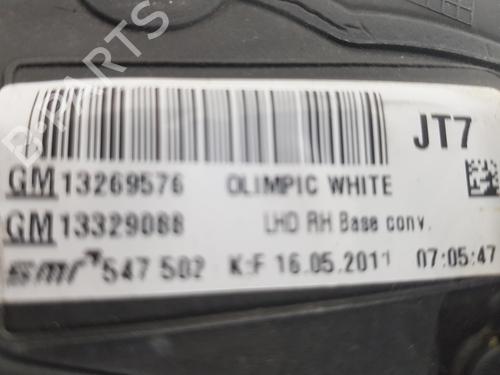 B-PARTS
JT7
GM 13269576 OLIMPIC WHITE
GM 13329088 LHD RH Base conv.
smr 547 502 K:F 16.05.2011 07:05:47